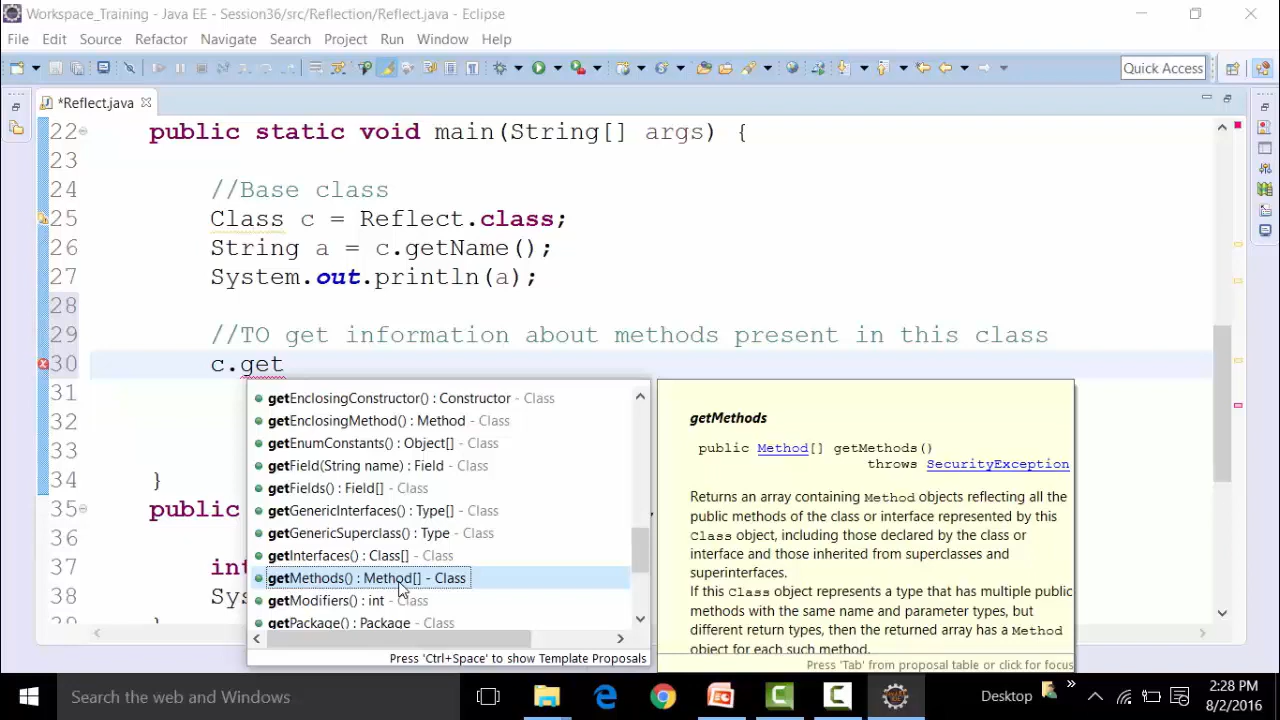 Workspace_Training - Java EE - Session36/src/Reflection/Reflect.java - Eclipse
File Edit Source Refactor Navigate Search Project Run Window Help
Quick Access
*Reflect.java
22 public static void main(String[] args) {
23
24 //Base class
25 Class c = Reflect.class;
26 String a = c.getName();
27 System.out.println(a);
28
29 //TO get information about methods present in this class
30 c.get
31
33
34 }
35 public
36
37 int
38 Sy
39 }
getEnclosingConstructor() : Constructor - Class
getEnclosingMethod() : Method - Class
getEnumConstants() : Object[] - Class
getField(String name) : Field - Class
getFields() : Field[] - Class
getGenericInterfaces() : Type[] - Class
getGenericSuperclass() : Type - Class
getInterfaces() : Class[] - Class
getMethods() : Method[] - Class
getModifiers() : int - Class
getPackage() : Package - Class
Press 'Ctrl+Space' to show Template Proposals
getMethods
public Method[] getMethods()
throws SecurityException
Returns an array containing Method objects reflecting all the
public methods of the class or interface represented by this
Class object, including those declared by the class or
interface and those inherited from superclasses and
superinterfaces.
If this Class object represents a type that has multiple public
methods with the same name and parameter types, but
different return types, then the returned array has a Method
object for each such method.
Press 'Tab' from proposal table or click for focus
Search the web and Windows
Desktop
2:28 PM
8/2/2016